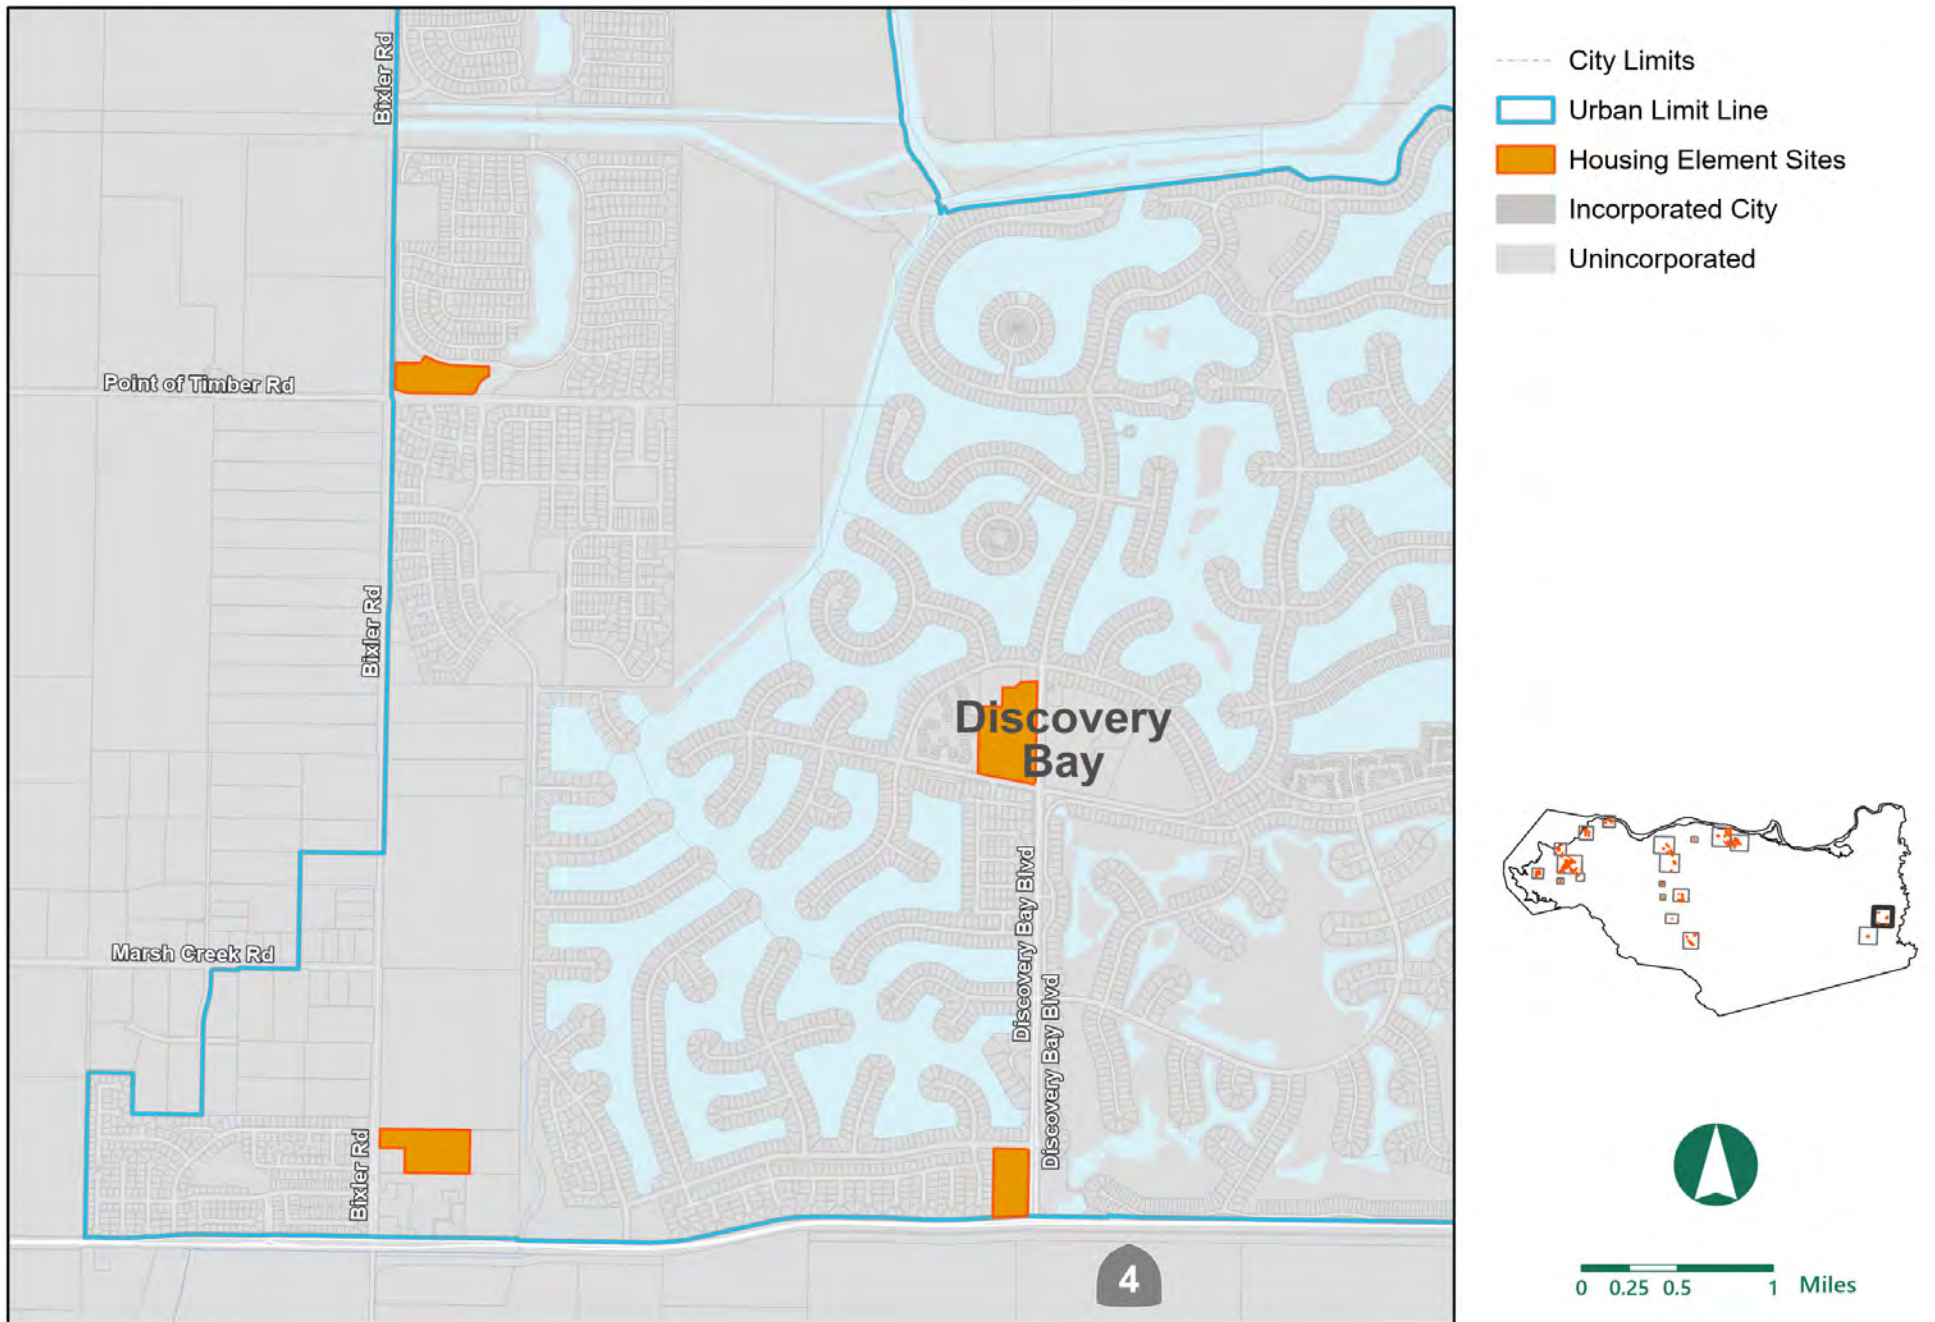 Bixler Rd
Point of Timber Rd
Bixler Rd
Discovery
Bay
Marsh Creek Rd
Discovery Bay Blvd
Discovery Bay Blvd
Bixler Rd
4
City Limits
Urban Limit Line
Housing Element Sites
Incorporated City
Unincorporated
0 0.25 0.5 1 Miles